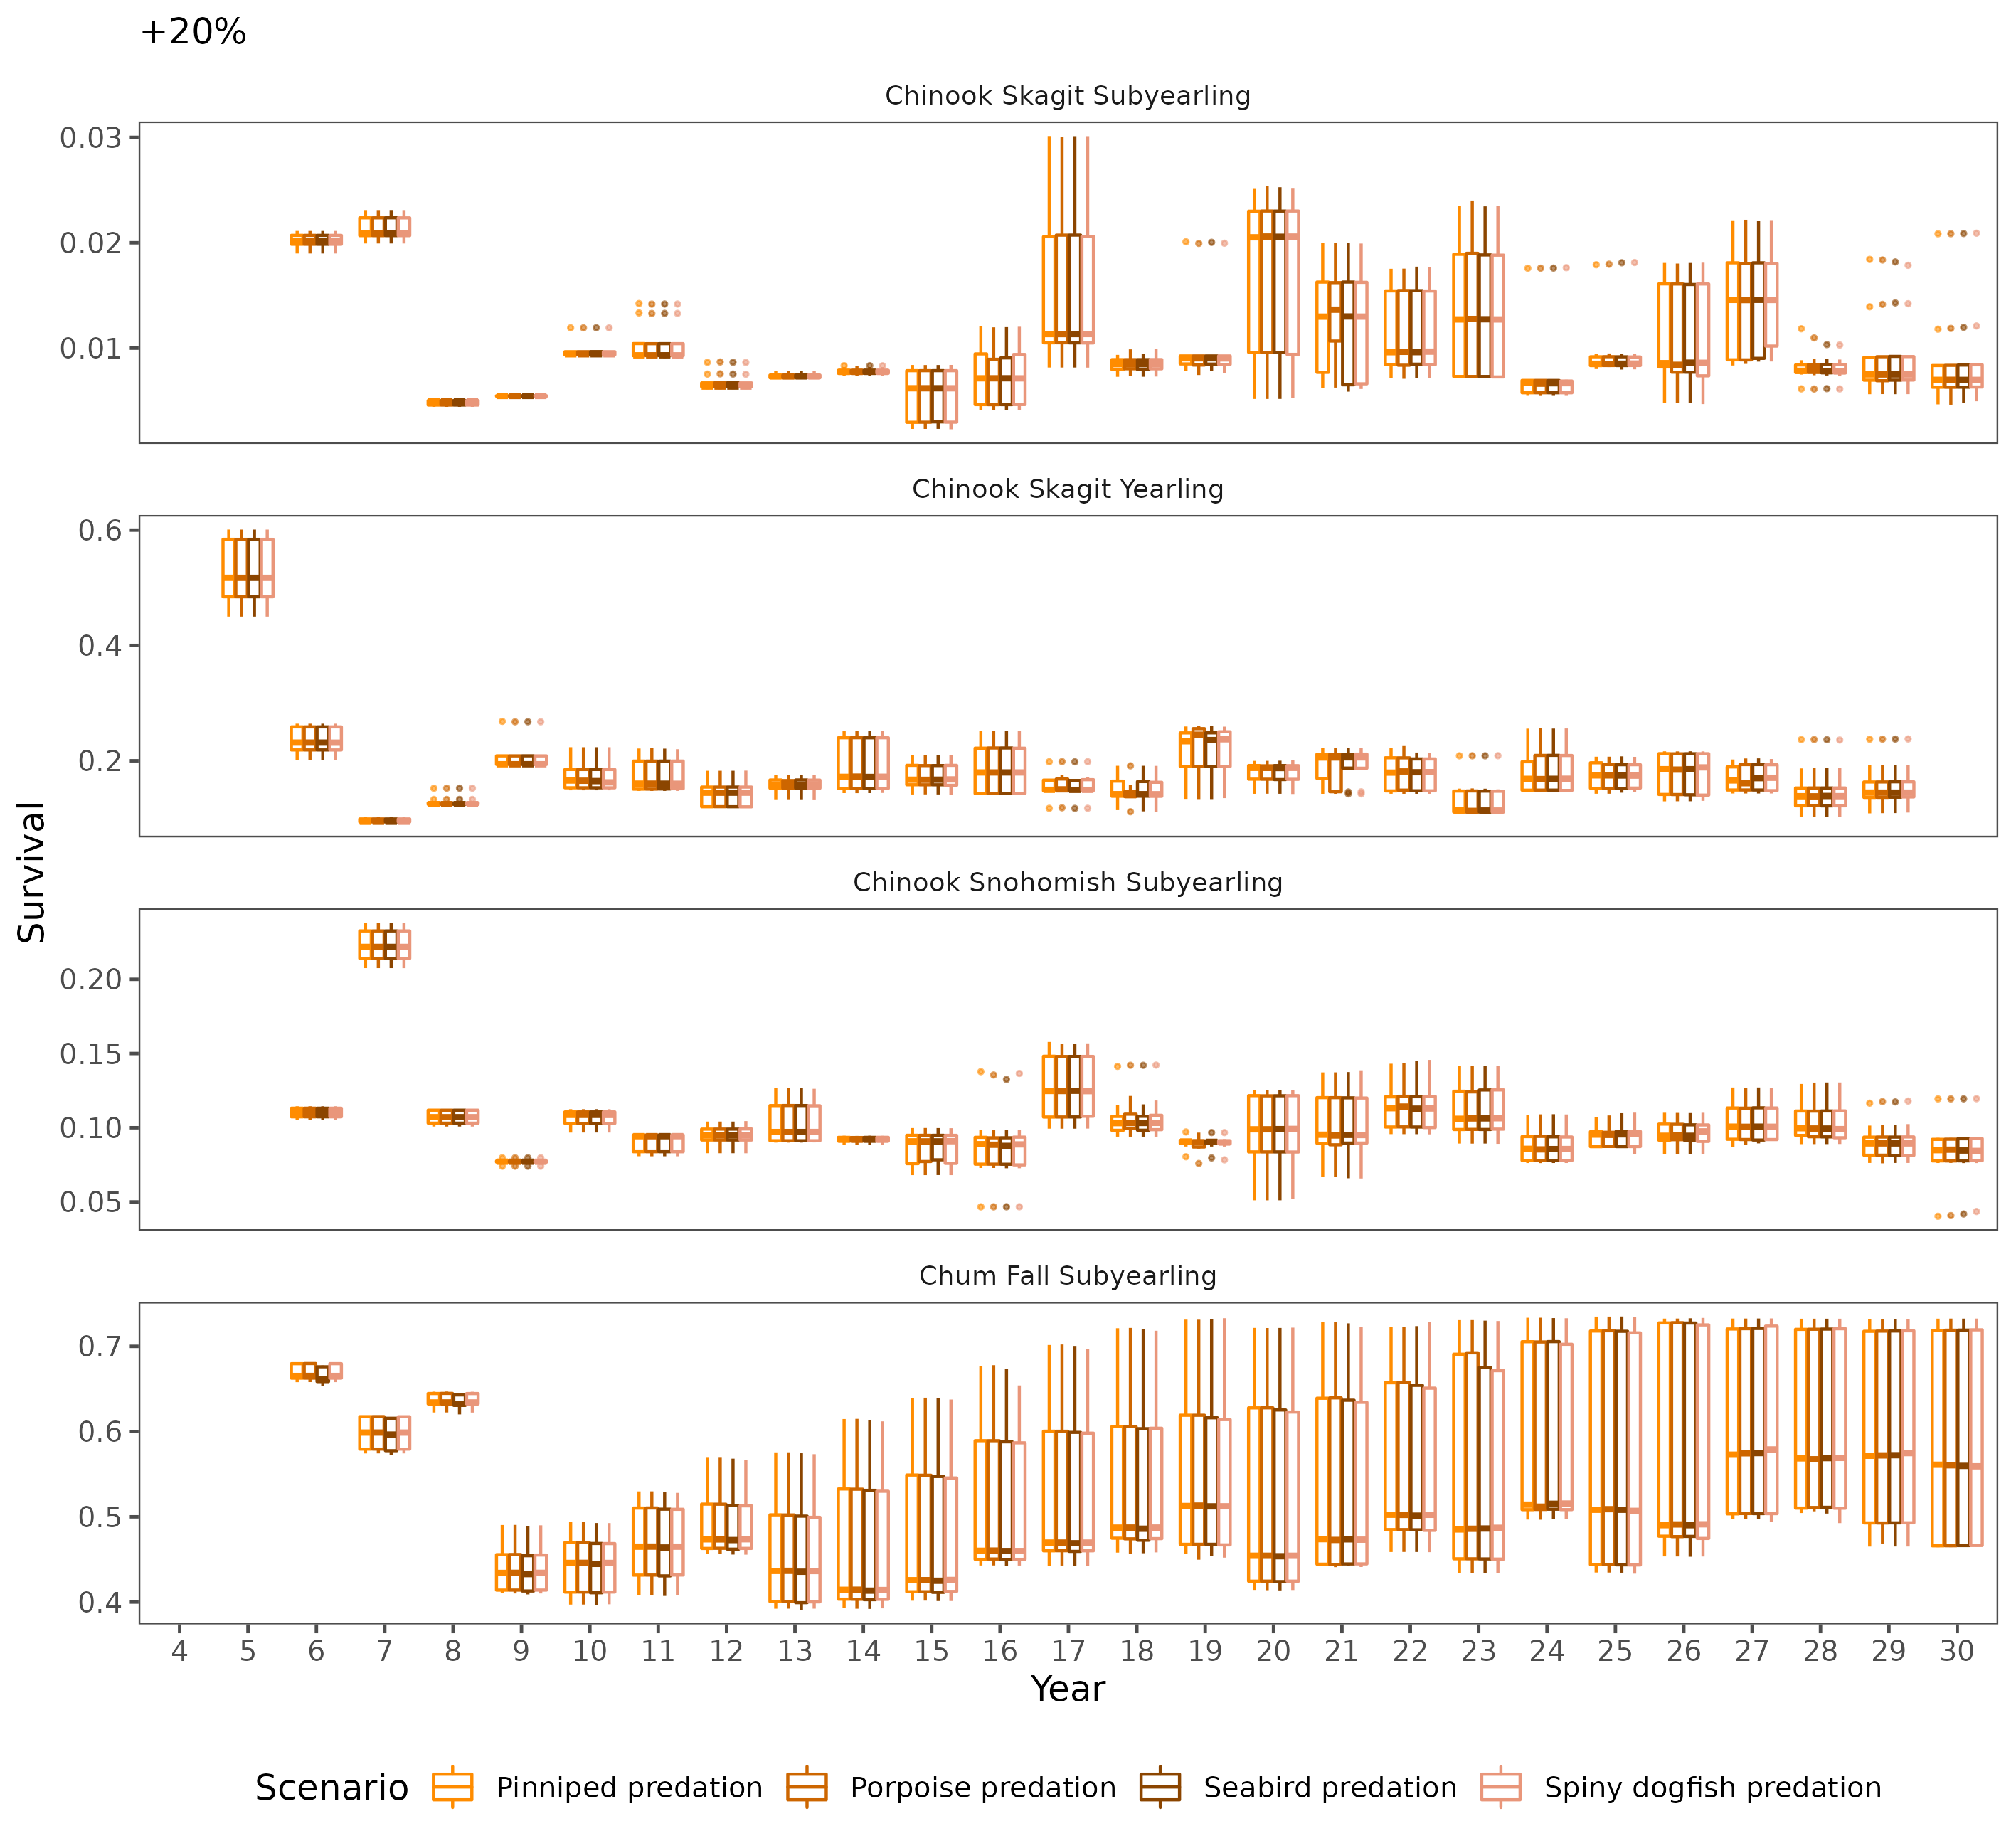 +20%
Chinook Skagit Subyearling
0.03
0.02
0.01
Chinook Skagit Yearling
0.6
0.4
0.2
Chinook Snohomish Subyearling
0.20
0.15
0.10
0.05
Chum Fall Subyearling
0.7
0.6
0.5
0.4
Survival
4 5 6 7 8 9 10 11 12 13 14 15 16 17 18 19 20 21 22 23 24 25 26 27 28 29 30
Year
Scenario Pinniped predation Porpoise predation Seabird predation Spiny dogfish predation